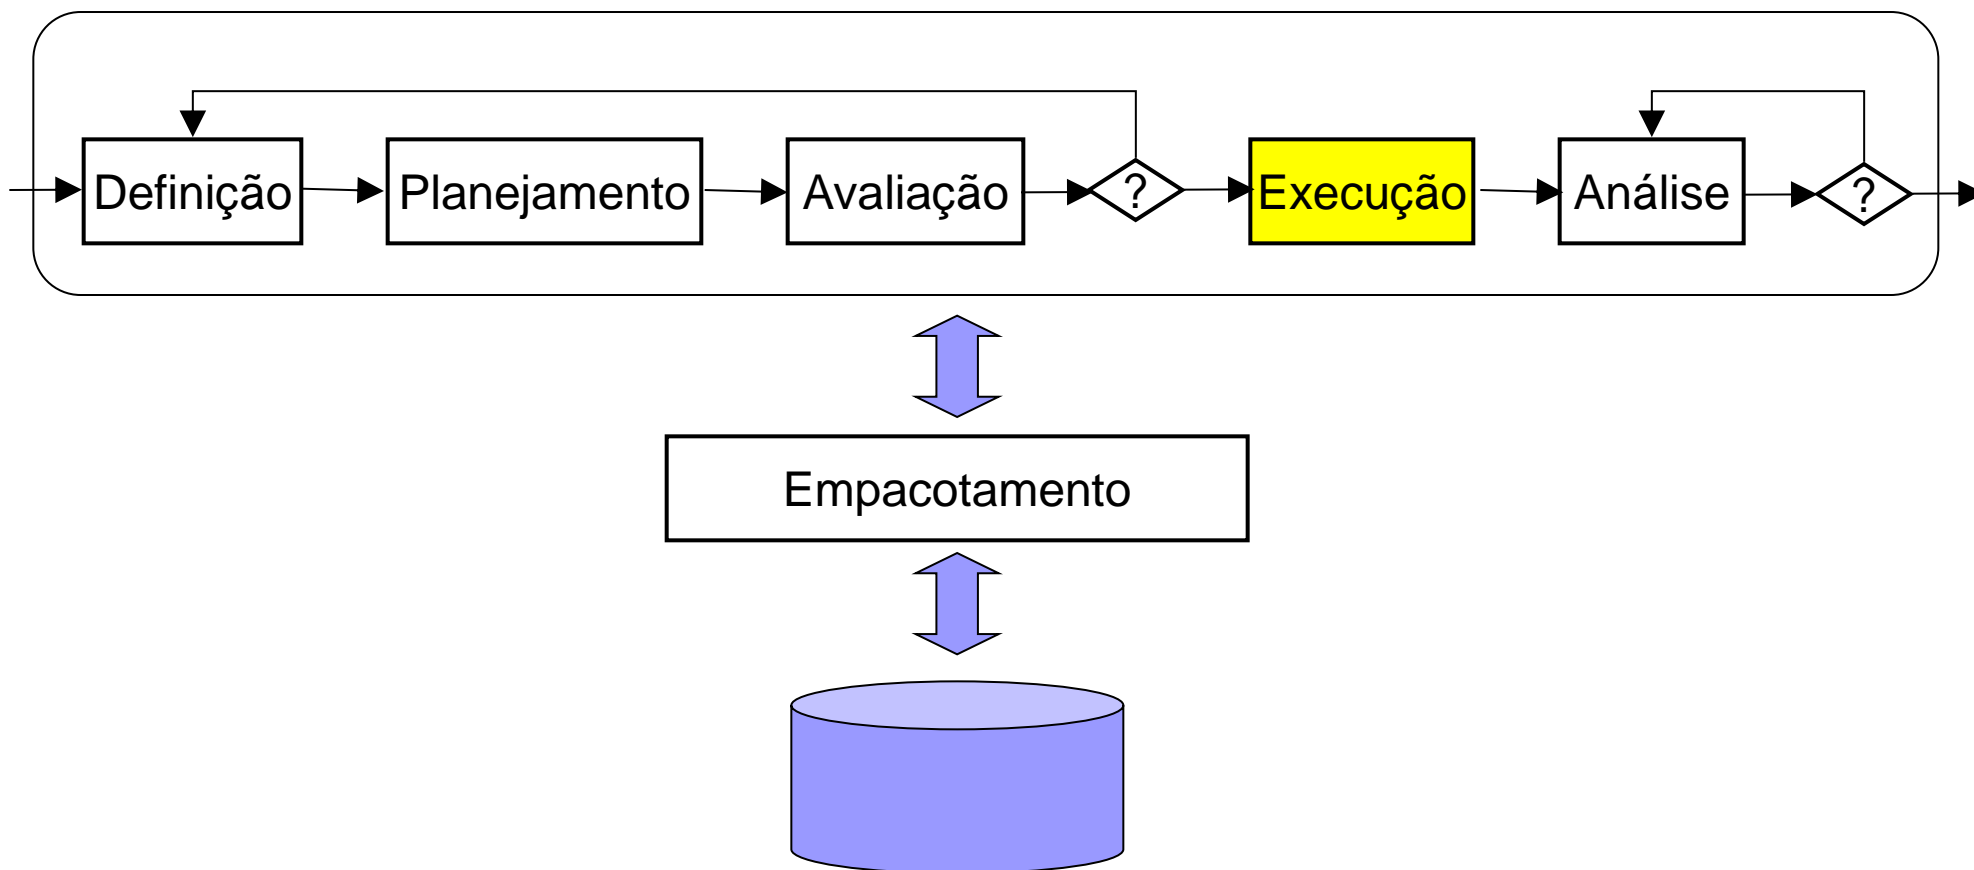 Definição
Planejamento
Avaliação
?
Execução
Análise
?
Empacotamento